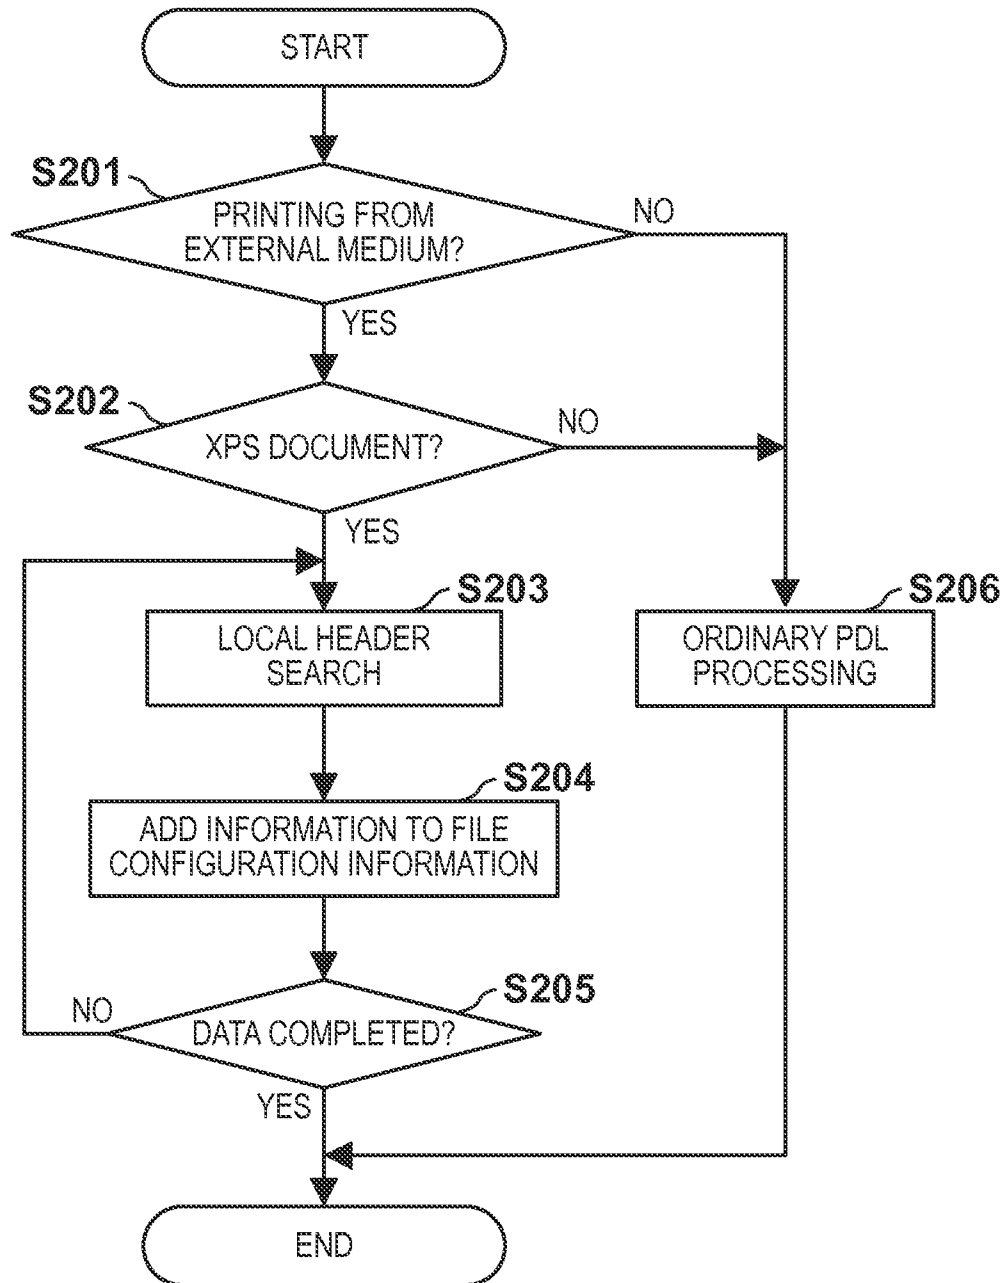 START
S201
PRINTING FROM
EXTERNAL MEDIUM?
NO
YES
S202
XPS DOCUMENT?
NO
YES
S203
LOCAL HEADER
SEARCH
S206
ORDINARY PDL
PROCESSING
S204
ADD INFORMATION TO FILE
CONFIGURATION INFORMATION
S205
NO
DATA COMPLETED?
YES
END